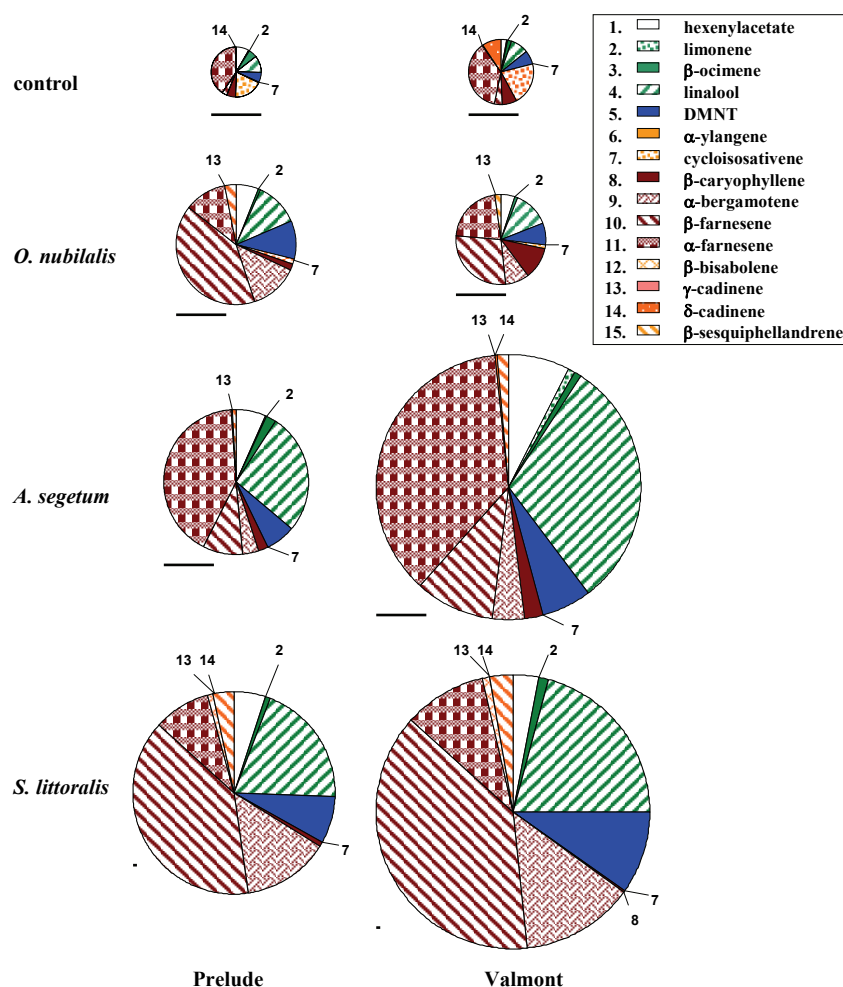 14
2
7
control
14
2
7
1. hexenylacetate
2. limonene
3. β-ocimene
4. linalool
5. DMNT
6. α-ylangene
7. cycloisosativene
8. β-caryophyllene
9. α-bergamotene
10. β-farnesene
11. α-farnesene
12. β-bisabolene
13. γ-cadinene
14. δ-cadinene
15. β-sesquiphellandrene
O. nubilalis
13
2
7
13
2
7
A. segetum
13
2
7
13 14
7
S. littoralis
13 14
2
7
13 14
2
7
8
Prelude
Valmont